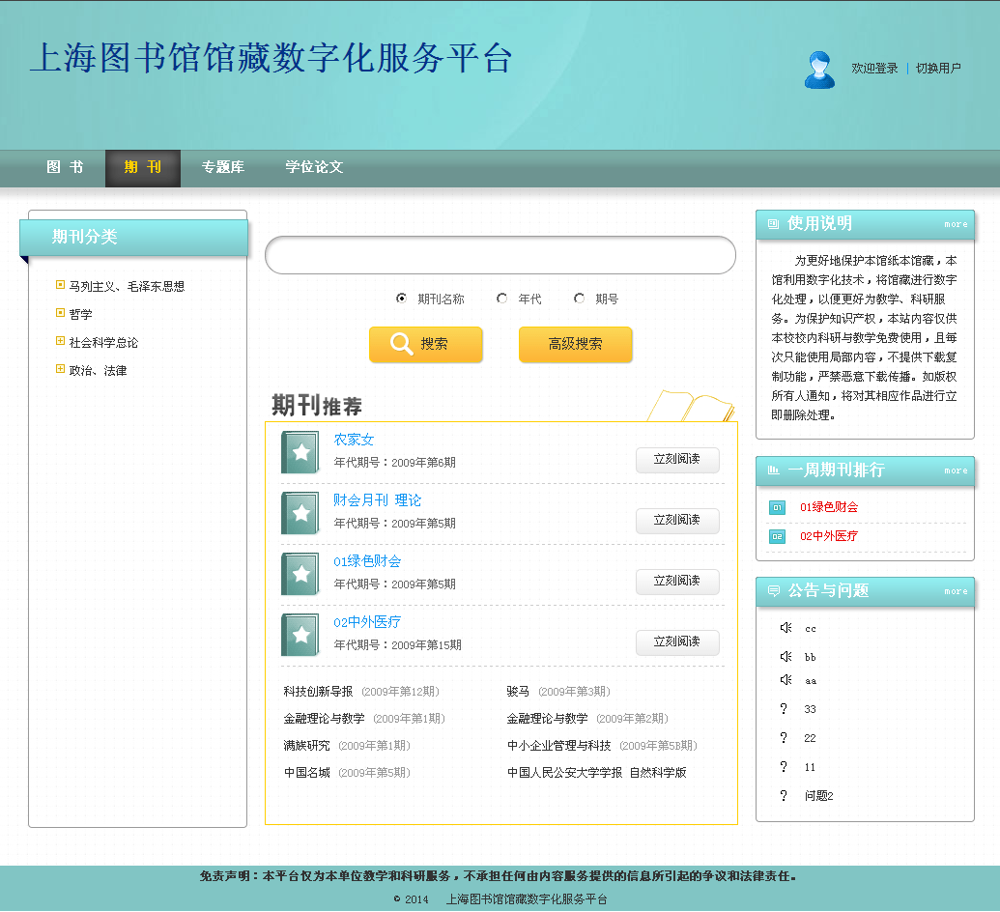 上海图书馆馆藏数字化服务平台
欢迎登录 | 切换用户
图 书 期 刊 专题库 学位论文
期刊分类
马列主义、毛泽东思想
哲学
社会科学总论
政治、法律
期刊名称 年代 期号
搜索 高级搜索
期刊推荐
农家女
年代期号：2009年第6期
立刻阅读
财会月刊 理论
年代期号：2009年第5期
立刻阅读
01绿色财会
年代期号：2009年第5期
立刻阅读
02中外医疗
年代期号：2009年第15期
立刻阅读
科技创新导报 (2009年第12期) 骏马 (2009年第3期)
金融理论与教学 (2009年第1期) 金融理论与教学 (2009年第2期)
满族研究 (2009年第1期) 中小企业管理与科技 (2009年第5B期)
中国名城 (2009年第5期) 中国人民公安大学学报 自然科学版
使用说明 more
为更好地保护本馆纸本馆藏，本
馆利用数字化技术，将馆藏进行数字
化处理，以便更好为教学、科研服
务。为保护知识产权，本站内容仅供
本校校内科研与教学免费使用，且每
次只能使用局部内容，不提供下载复
制功能，严禁恶意下载传播。如版权
所有人通知，将对其相应作品进行立
即删除处理。
一周期刊排行 more
01 01绿色财会
02 02中外医疗
公告与问题 more
cc
bb
aa
? 33
? 22
? 11
? 问题2
免责声明：本平台仅为本单位教学和科研服务，不承担任何由内容服务提供的信息所引起的争议和法律责任。
© 2014 上海图书馆馆藏数字化服务平台